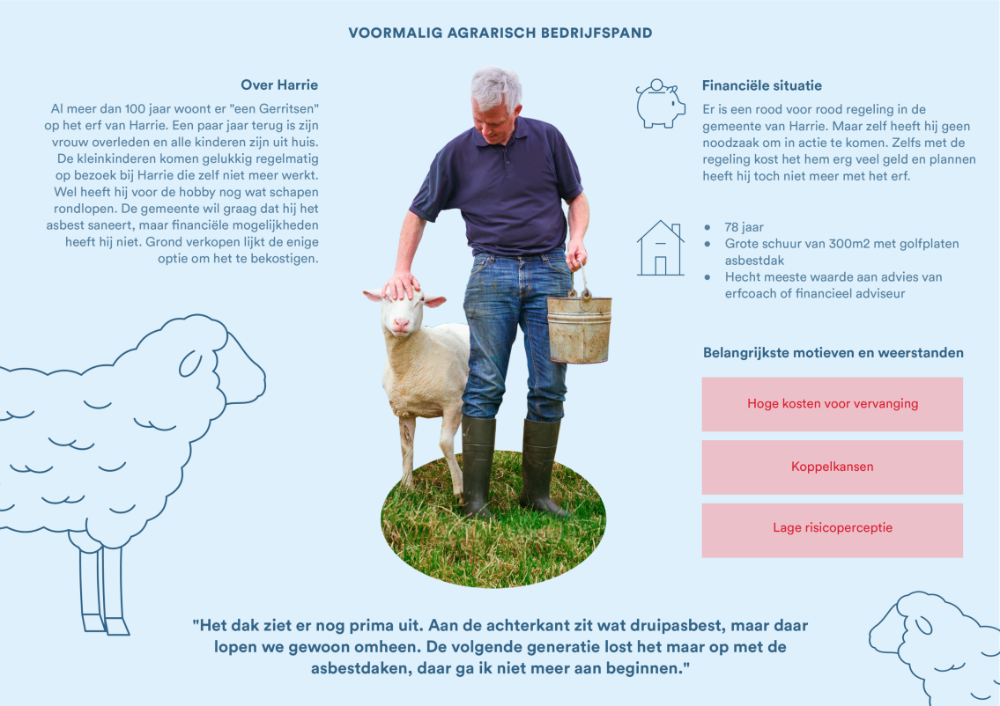 VOORMALIG AGRARISCH BEDRIJFSPAND
Over Harrie
Al meer dan 100 jaar woont er "een Gerritsen"
op het erf van Harrie. Een paar jaar terug is zijn
vrouw overleden en alle kinderen zijn uit huis.
De kleinkinderen komen gelukkig regelmatig
op bezoek bij Harrie die zelf niet meer werkt.
Wel heeft hij voor de hobby nog wat schapen
rondlopen. De gemeente wil graag dat hij het
asbest saneert, maar financiële mogelijkheden
heeft hij niet. Grond verkopen lijkt de enige
optie om het te bekostigen.
Financiële situatie
Er is een rood voor rood regeling in de
gemeente van Harrie. Maar zelf heeft hij geen
noodzaak om in actie te komen. Zelfs met de
regeling kost het hem erg veel geld en plannen
heeft hij toch niet meer met het erf.
● 78 jaar
● Grote schuur van 300m2 met golfplaten
asbestdak
● Hecht meeste waarde aan advies van
erfcoach of financieel adviseur
Belangrijkste motieven en weerstanden
Hoge kosten voor vervanging
Koppelkansen
Lage risicoperceptie
"Het dak ziet er nog prima uit. Aan de achterkant zit wat druipasbest, maar daar
lopen we gewoon omheen. De volgende generatie lost het maar op met de
asbestdaken, daar ga ik niet meer aan beginnen."